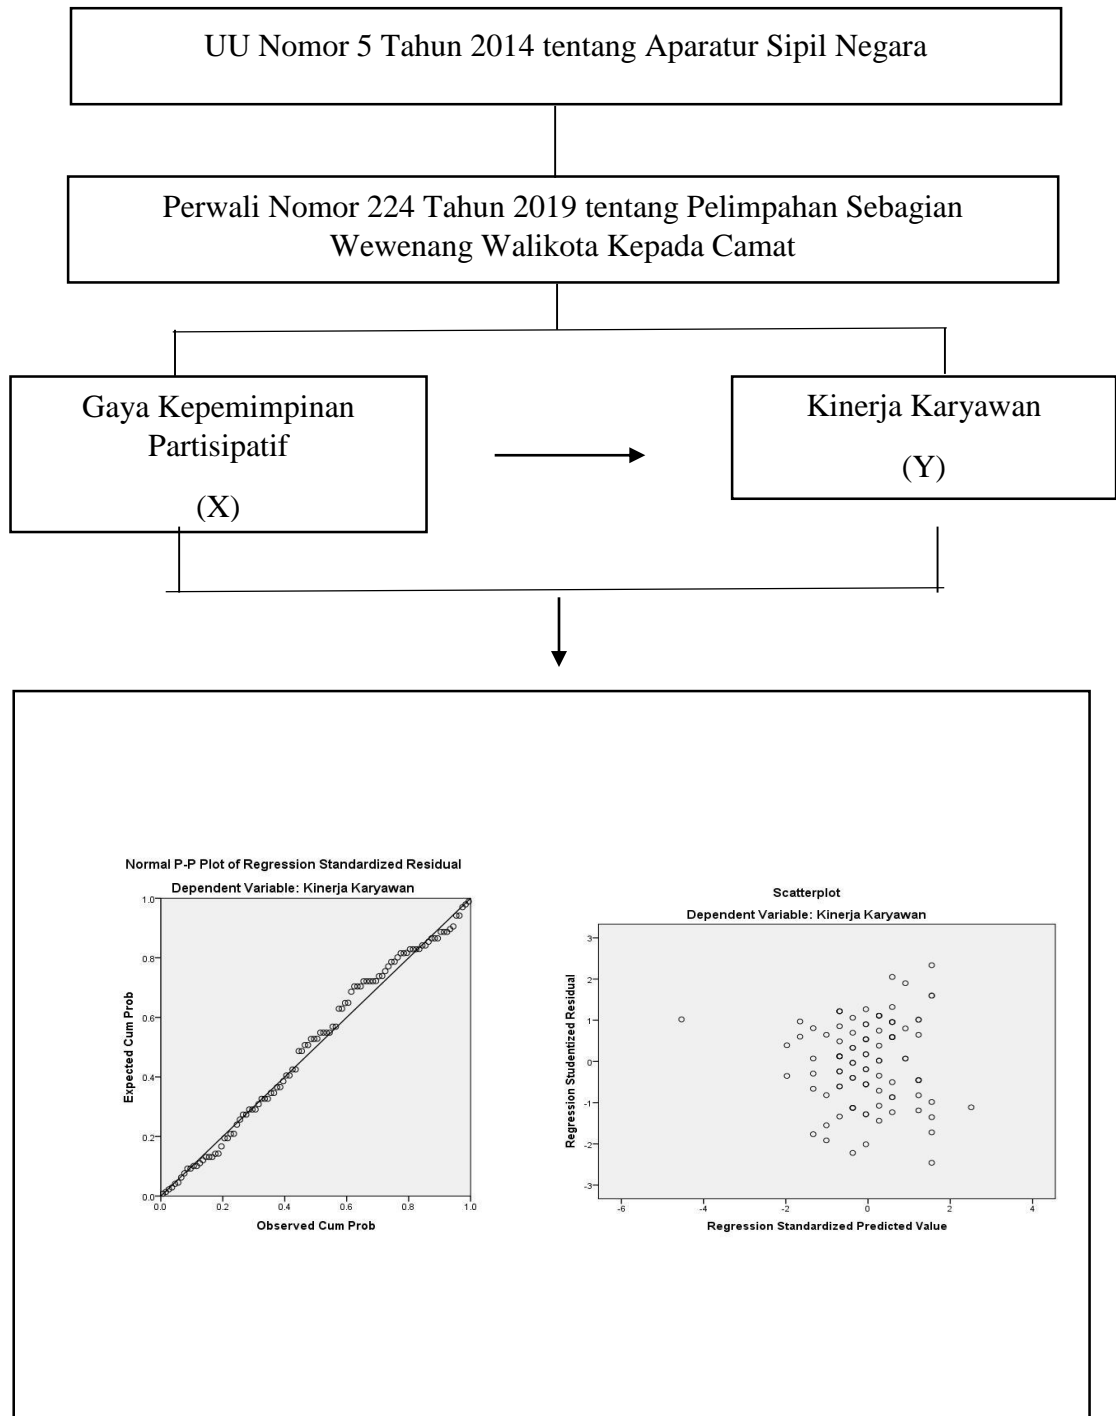 UU Nomor 5 Tahun 2014 tentang Aparatur Sipil Negara
Perwali Nomor 224 Tahun 2019 tentang Pelimpahan Sebagian
Wewenang Walikota Kepada Camat
Gaya Kepemimpinan
Partisipatif
(X)
Kinerja Karyawan
(Y)
Normal P-P Plot of Regression Standardized Residual
Dependent Variable: Kinerja Karyawan
Expected Cum Prob
1.0
0.8
0.6
0.4
0.2
0.0
0.0
0.2
0.4
0.6
0.8
1.0
Observed Cum Prob
Scatterplot
Dependent Variable: Kinerja Karyawan
Regression Studentized Residual
3
2
1
0
-1
-2
-3
-6
-4
-2
0
2
4
Regression Standardized Predicted Value